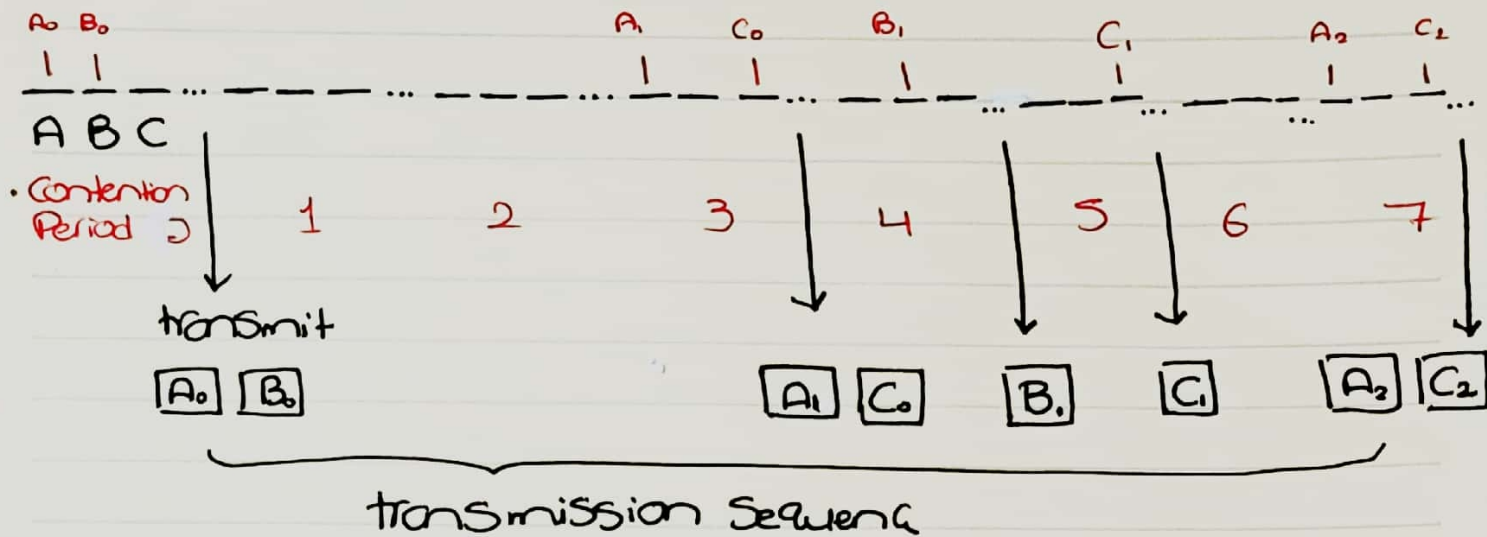 A₀ B₀ A₁ C₀ B₁ C₁ A₂ C₂
| | | | | | | |
— — — ... — — — ... — — — ... — — — ... — — — ... — — — ... — — — ... — — — ...
A B C
• Contention
Period 0 1 2 3 4 5 6 7
transmit
A₀ B₀ A₁ C₀ B₁ C₁ A₂ C₂
transmission Sequenc